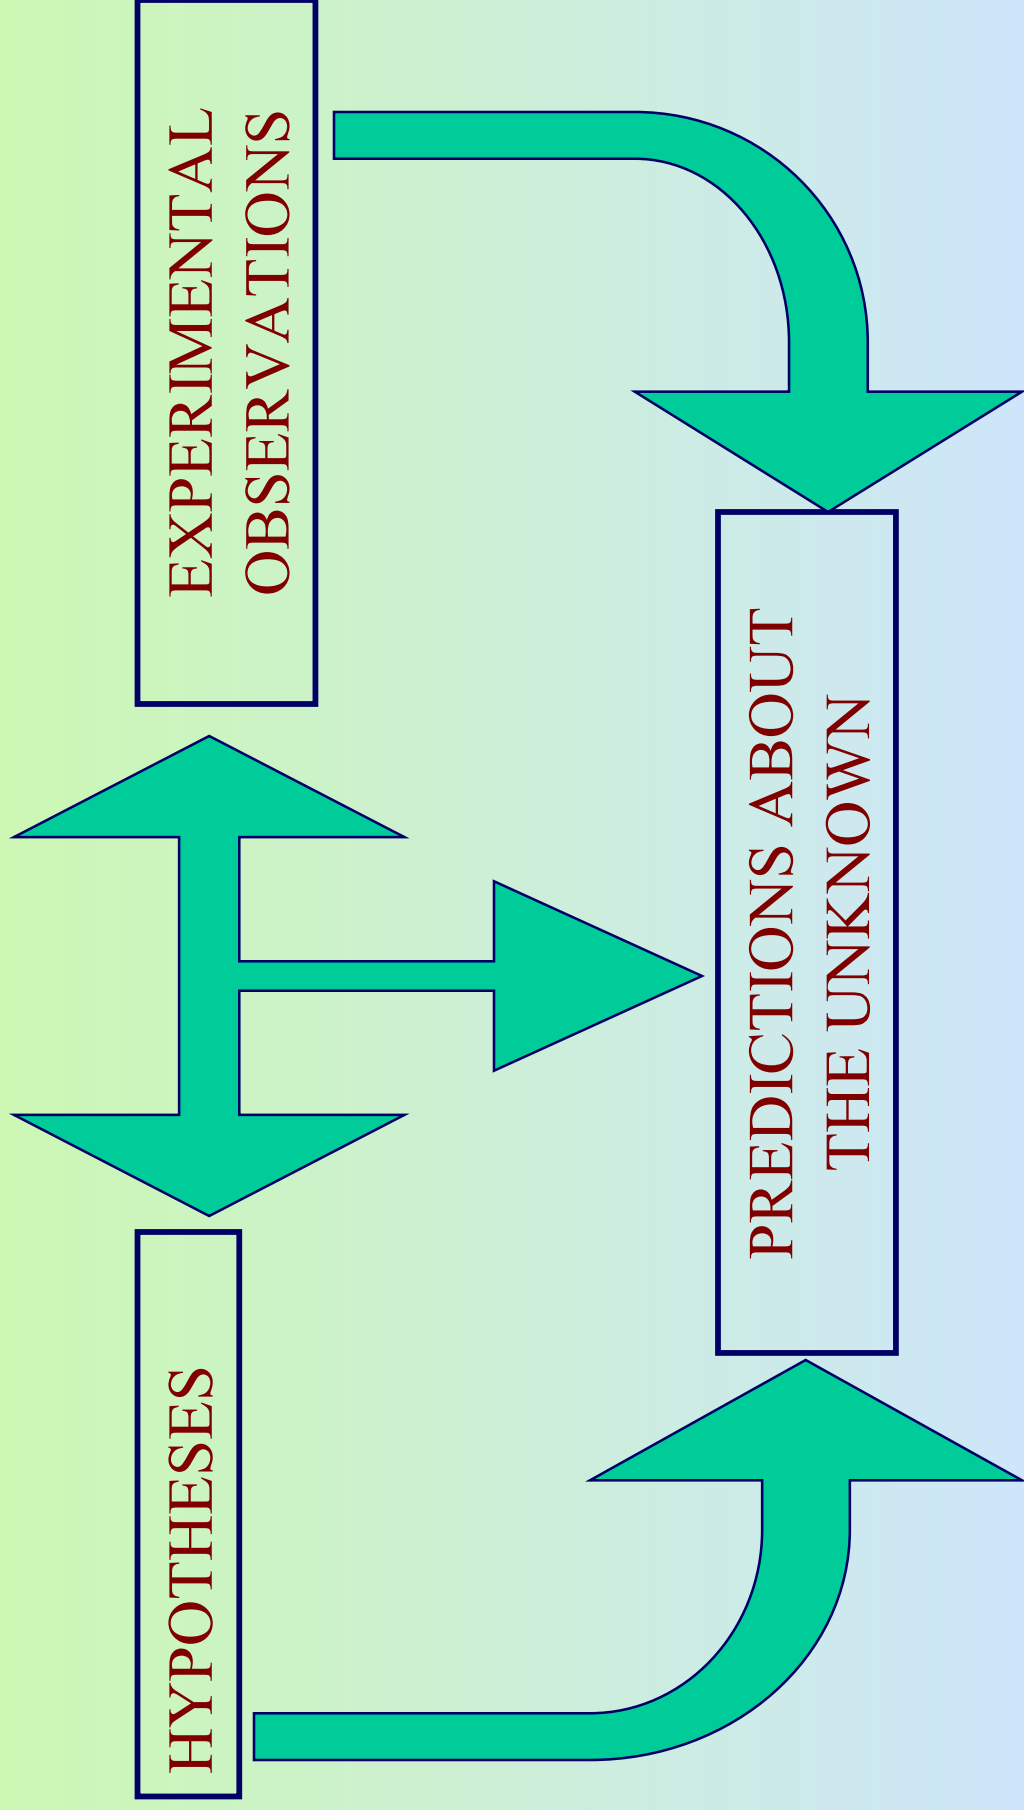 HYPOTHESES
EXPERIMENTAL
OBSERVATIONS
PREDICTIONS ABOUT
THE UNKNOWN